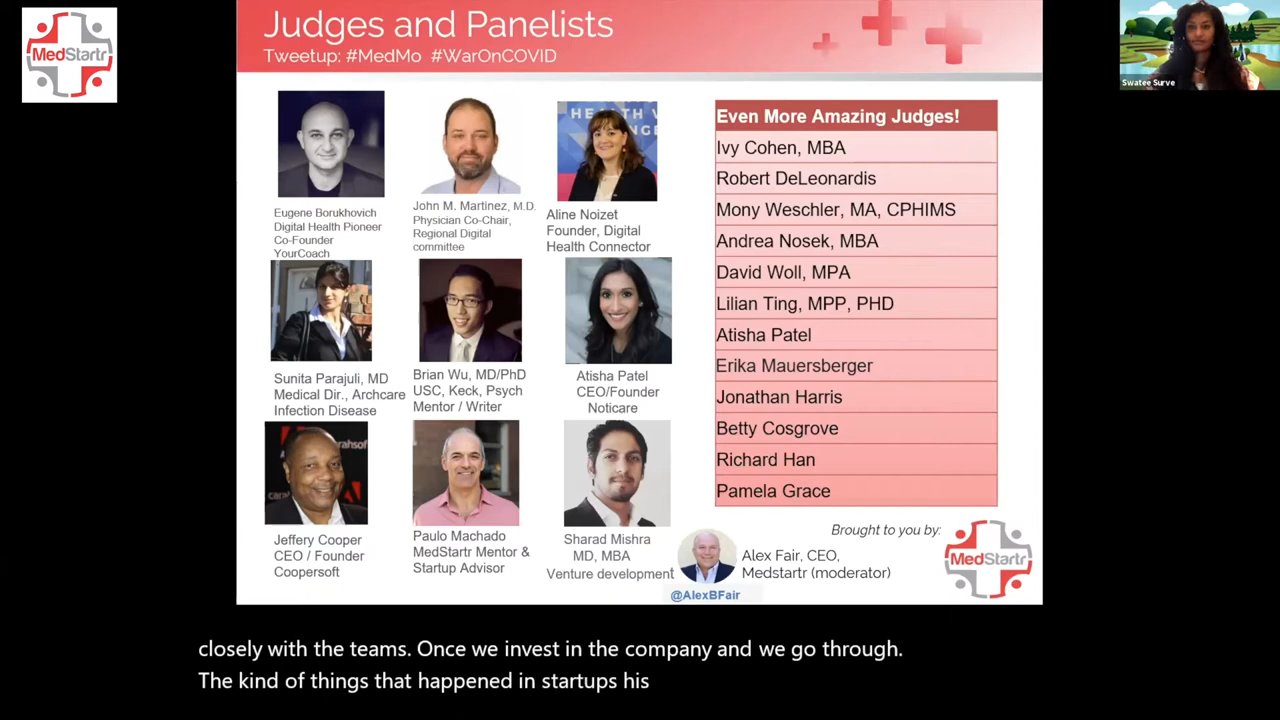 MedStartr
Judges and Panelists
Tweetup: #MedMo #WarOnCOVID
Swatee Surve
HEALTH V
NG
Eugene Borukhovich
Digital Health Pioneer
Co-Founder
YourCoach
John M. Martinez, M.D.
Physician Co-Chair,
Regional Digital
committee
Aline Noizet
Founder, Digital
Health Connector
Sunita Parajuli, MD
Medical Dir., Archcare
Infection Disease
Brian Wu, MD/PhD
USC, Keck, Psych
Mentor / Writer
Atisha Patel
CEO/Founder
Noticare
Jeffery Cooper
CEO / Founder
Coopersoft
Paulo Machado
MedStartr Mentor &
Startup Advisor
Sharad Mishra
MD, MBA
Venture development
Even More Amazing Judges!
Ivy Cohen, MBA
Robert DeLeonardis
Mony Weschler, MA, CPHIMS
Andrea Nosek, MBA
David Woll, MPA
Lilian Ting, MPP, PHD
Atisha Patel
Erika Mauersberger
Jonathan Harris
Betty Cosgrove
Richard Han
Pamela Grace
Brought to you by:
Alex Fair, CEO,
Medstartr (moderator)
@AlexBFair
MedStartr
closely with the teams. Once we invest in the company and we go through.
The kind of things that happened in startups his